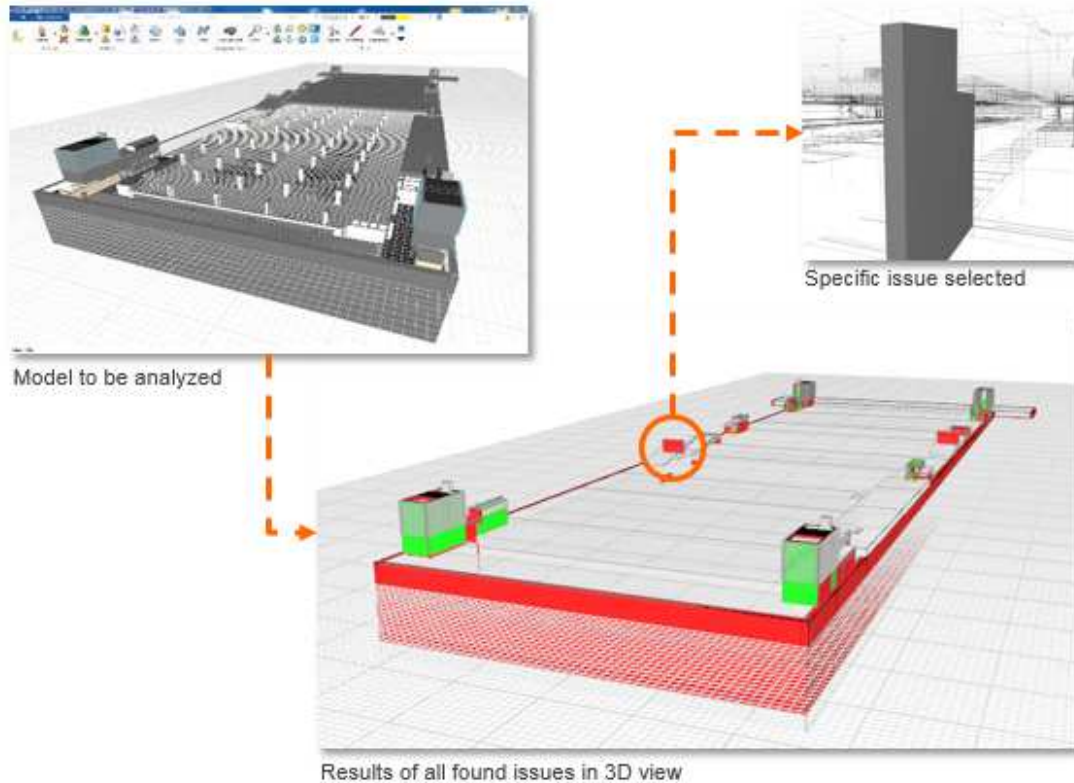 Model to be analyzed
Specific issue selected
Results of all found issues in 3D view